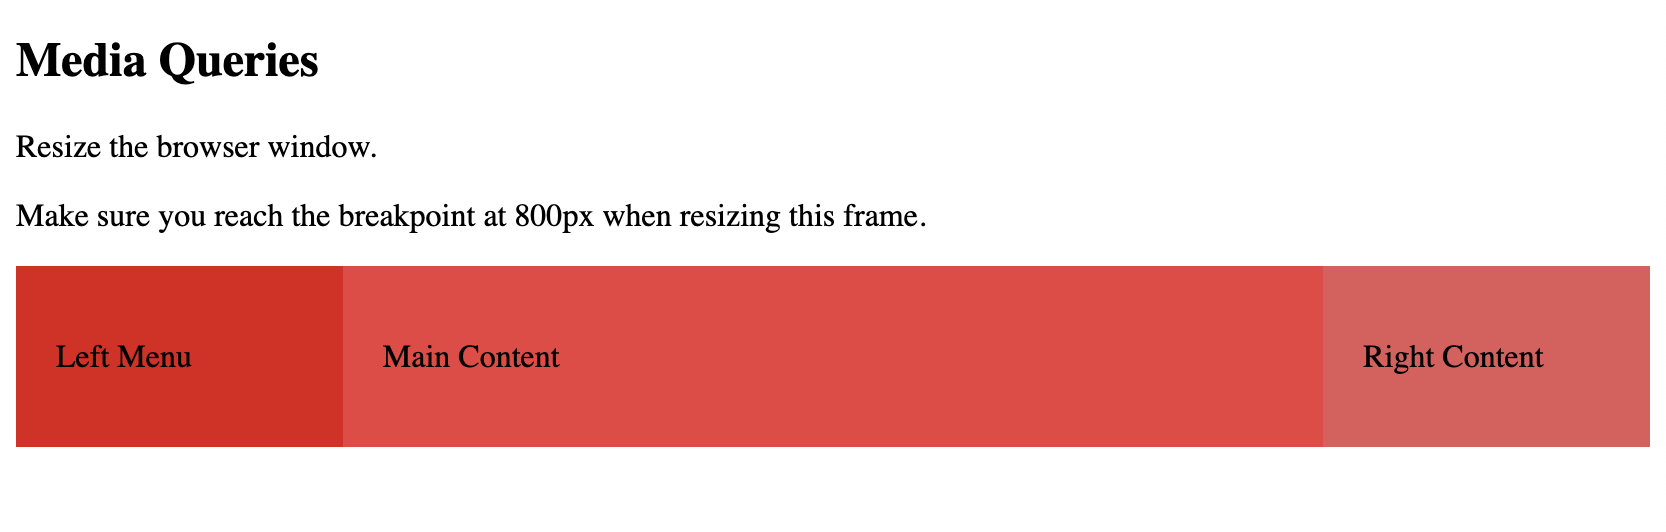 Media Queries
Resize the browser window.
Make sure you reach the breakpoint at 800px when resizing this frame.
Left Menu
Main Content
Right Content